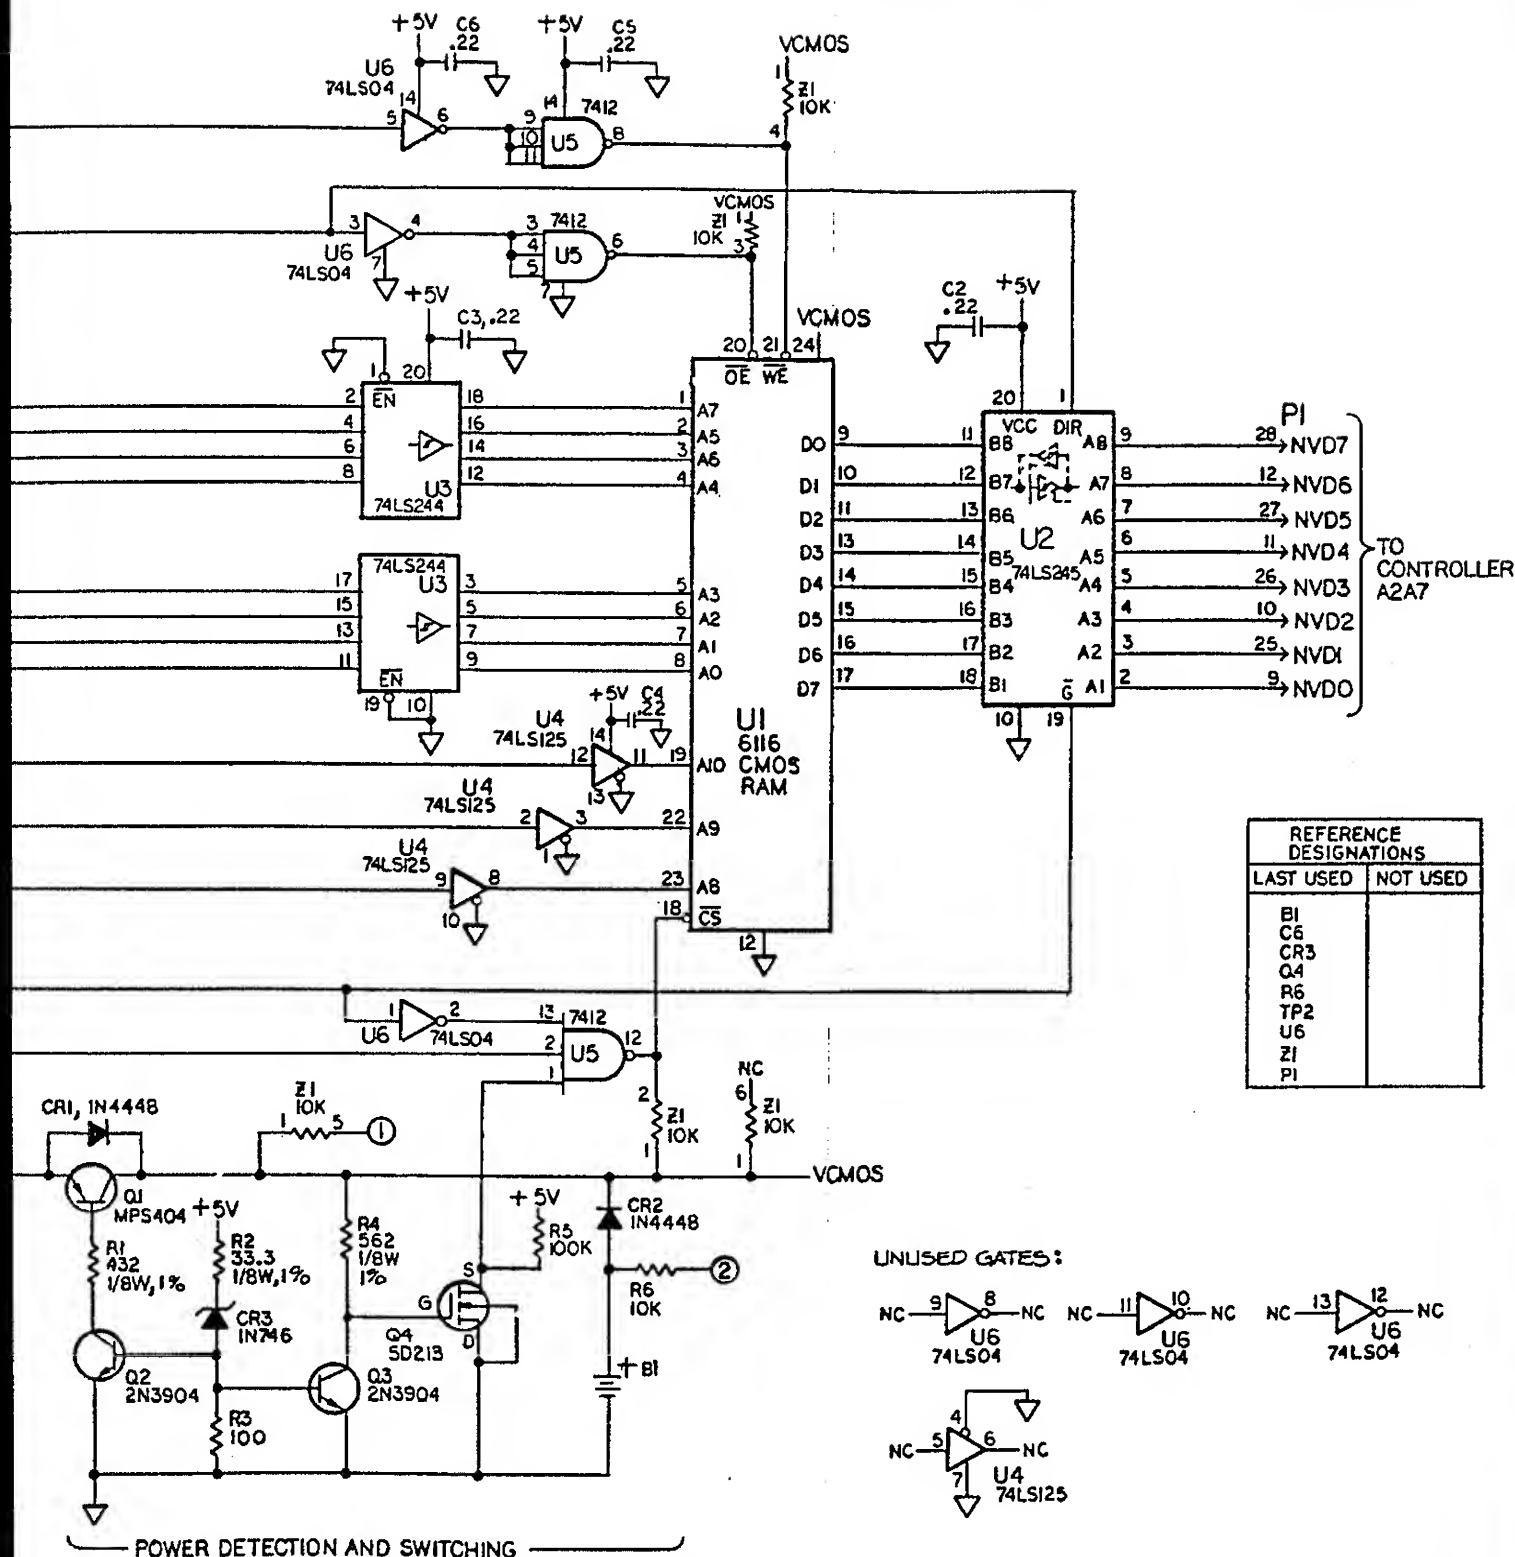 +5V
C6
.22
+5V
C5
.22
VCMOS
U6
74LS04
14
5
6
14
7412
9
10
11
U5
8
1
Z1
10K
4
3
4
U6
74LS04
7
7412
3
4
5
U5
6
7
VCMOS
Z1
10K
1
3
+5V
C3, .22
1
20
EN
2
4
6
8
18
16
14
12
U3
74LS244
20
21
24
VCMOS
OE
WE
1
2
3
4
A7
A5
A6
A4
74LS244
U3
17
15
13
11
3
5
7
9
EN
19
10
5
6
7
8
A3
A2
A1
A0
+5V
C4
.22
U4
74LS125
14
12
11
13
19
A10
U4
74LS125
2
3
1
22
A9
U4
74LS125
9
8
10
23
A8
18
CS
12
U1
6116
CMOS
RAM
D0
D1
D2
D3
D4
D5
D6
D7
9
10
11
13
14
15
16
17
C2
.22
+5V
20
1
VCC
DIR
11
12
13
14
15
16
17
18
B8
B7
B6
B5
B4
B3
B2
B1
U2
74LS245
G
A8
A7
A6
A5
A4
A3
A2
A1
9
8
7
6
5
4
3
2
10
19
P1
28 NVD7
12 NVD6
27 NVD5
11 NVD4
26 NVD3
10 NVD2
25 NVD1
9 NVD0
TO
CONTROLLER
A2A7
REFERENCE
DESIGNATIONS
LAST USED
NOT USED
B1
C6
CR3
Q4
R6
TP2
U6
Z1
P1
1
2
U6
74LS04
7412
13
2
1
U5
12
2
Z1
10K
1
NC
6
Z1
10K
1
VCMOS
CR1, 1N4448
Z1
10K
1
5
1
Q1
MPS404
+5V
R1
432
1/8W, 1%
R2
33.3
1/8W, 1%
R4
562
1/8W
1%
+5V
R5
100K
CR2
1N4448
R6
10K
2
CR3
1N746
S
G
D
Q4
SD213
+ B1
Q2
2N3904
Q3
2N3904
R3
100
POWER DETECTION AND SWITCHING
UNUSED GATES:
NC 9 8 NC
U6
74LS04
NC 11 10 NC
U6
74LS04
NC 13 12 NC
U6
74LS04
4
NC 5 6 NC
7
U4
74LS125